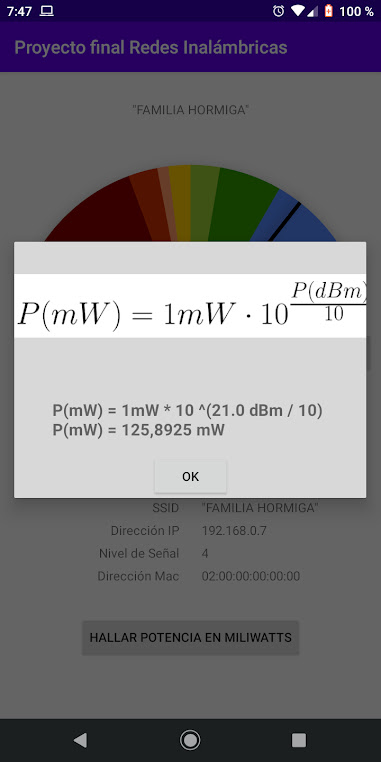 7:47 100 %
Proyecto final Redes Inalámbricas
"FAMILIA HORMIGA"
P(mW) = 1mW · 10^{\frac{P(dBm)}{10}}
P(mW) = 1mW * 10 ^(21.0 dBm / 10)
P(mW) = 125,8925 mW
OK
SSID "FAMILIA HORMIGA"
Dirección IP 192.168.0.7
Nivel de Señal 4
Dirección Mac 02:00:00:00:00:00
HALLAR POTENCIA EN MILIWATTS